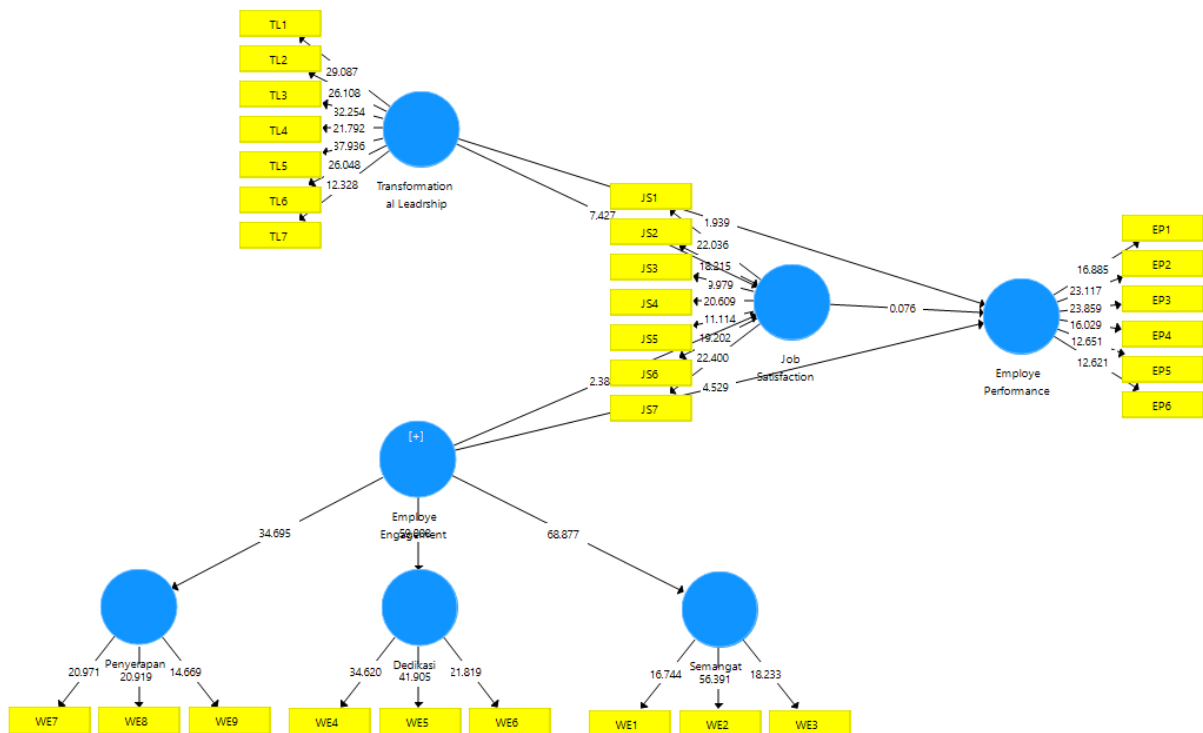 TL1
TL2
TL3
TL4
TL5
TL6
TL7
29.087
26.108
32.254
21.792
37.936
26.048
12.328
Transformation
al Leadrship
7.427
1.939
JS1
JS2
JS3
JS4
JS5
JS6
JS7
22.036
18.315
9.979
20.609
11.114
19.202
22.400
Job
Satisfaction
0.076
2.38
4.529
EP1
EP2
EP3
EP4
EP5
EP6
16.885
23.117
23.859
16.029
12.651
12.621
Employe
Performance
[+]
Employe
Engagement
34.695
68.877
Penyerapan
20.971
20.919
14.669
WE7
WE8
WE9
Dedikasi
34.620
41.905
21.819
WE4
WE5
WE6
Semangat
16.744
56.391
18.233
WE1
WE2
WE3